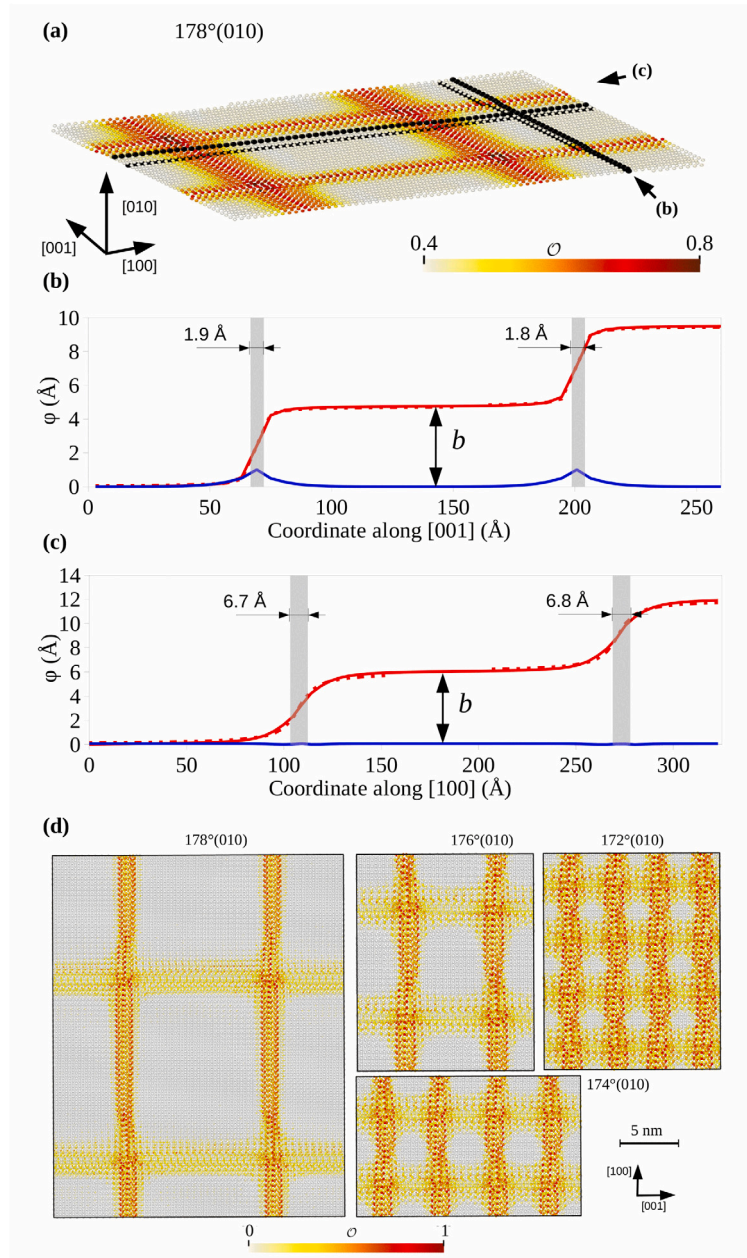 (a)
178°(010)
(c)
(b)
[010]
[001]
[100]
0.4
𝒪
0.8
(b)
10
8
6
4
2
0
φ (Å)
1.9 Å
1.8 Å
b
0
50
100
150
200
250
Coordinate along [001] (Å)
(c)
14
12
10
8
6
4
2
0
φ (Å)
6.7 Å
6.8 Å
b
0
50
100
150
200
250
300
Coordinate along [100] (Å)
(d)
178°(010)
176°(010)
172°(010)
174°(010)
5 nm
[100]
[001]
0
𝒪
1